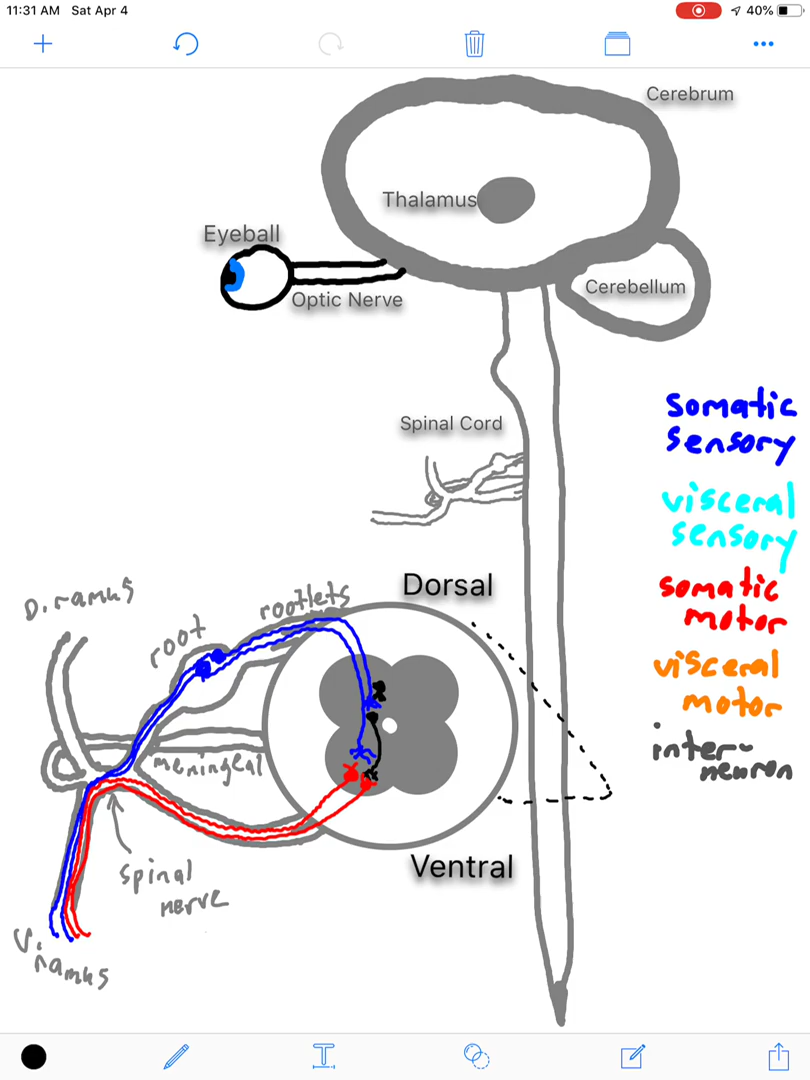 11:31 AM Sat Apr 4
40%
Cerebrum
Thalamus
Eyeball
Optic Nerve
Cerebellum
Spinal Cord
somatic
sensory
visceral
sensory
somatic
motor
visceral
motor
inter-
neuron
Dorsal
D. ramus
root
rootlets
meningeal
spinal
nerve
Ventral
V.
ramus
T